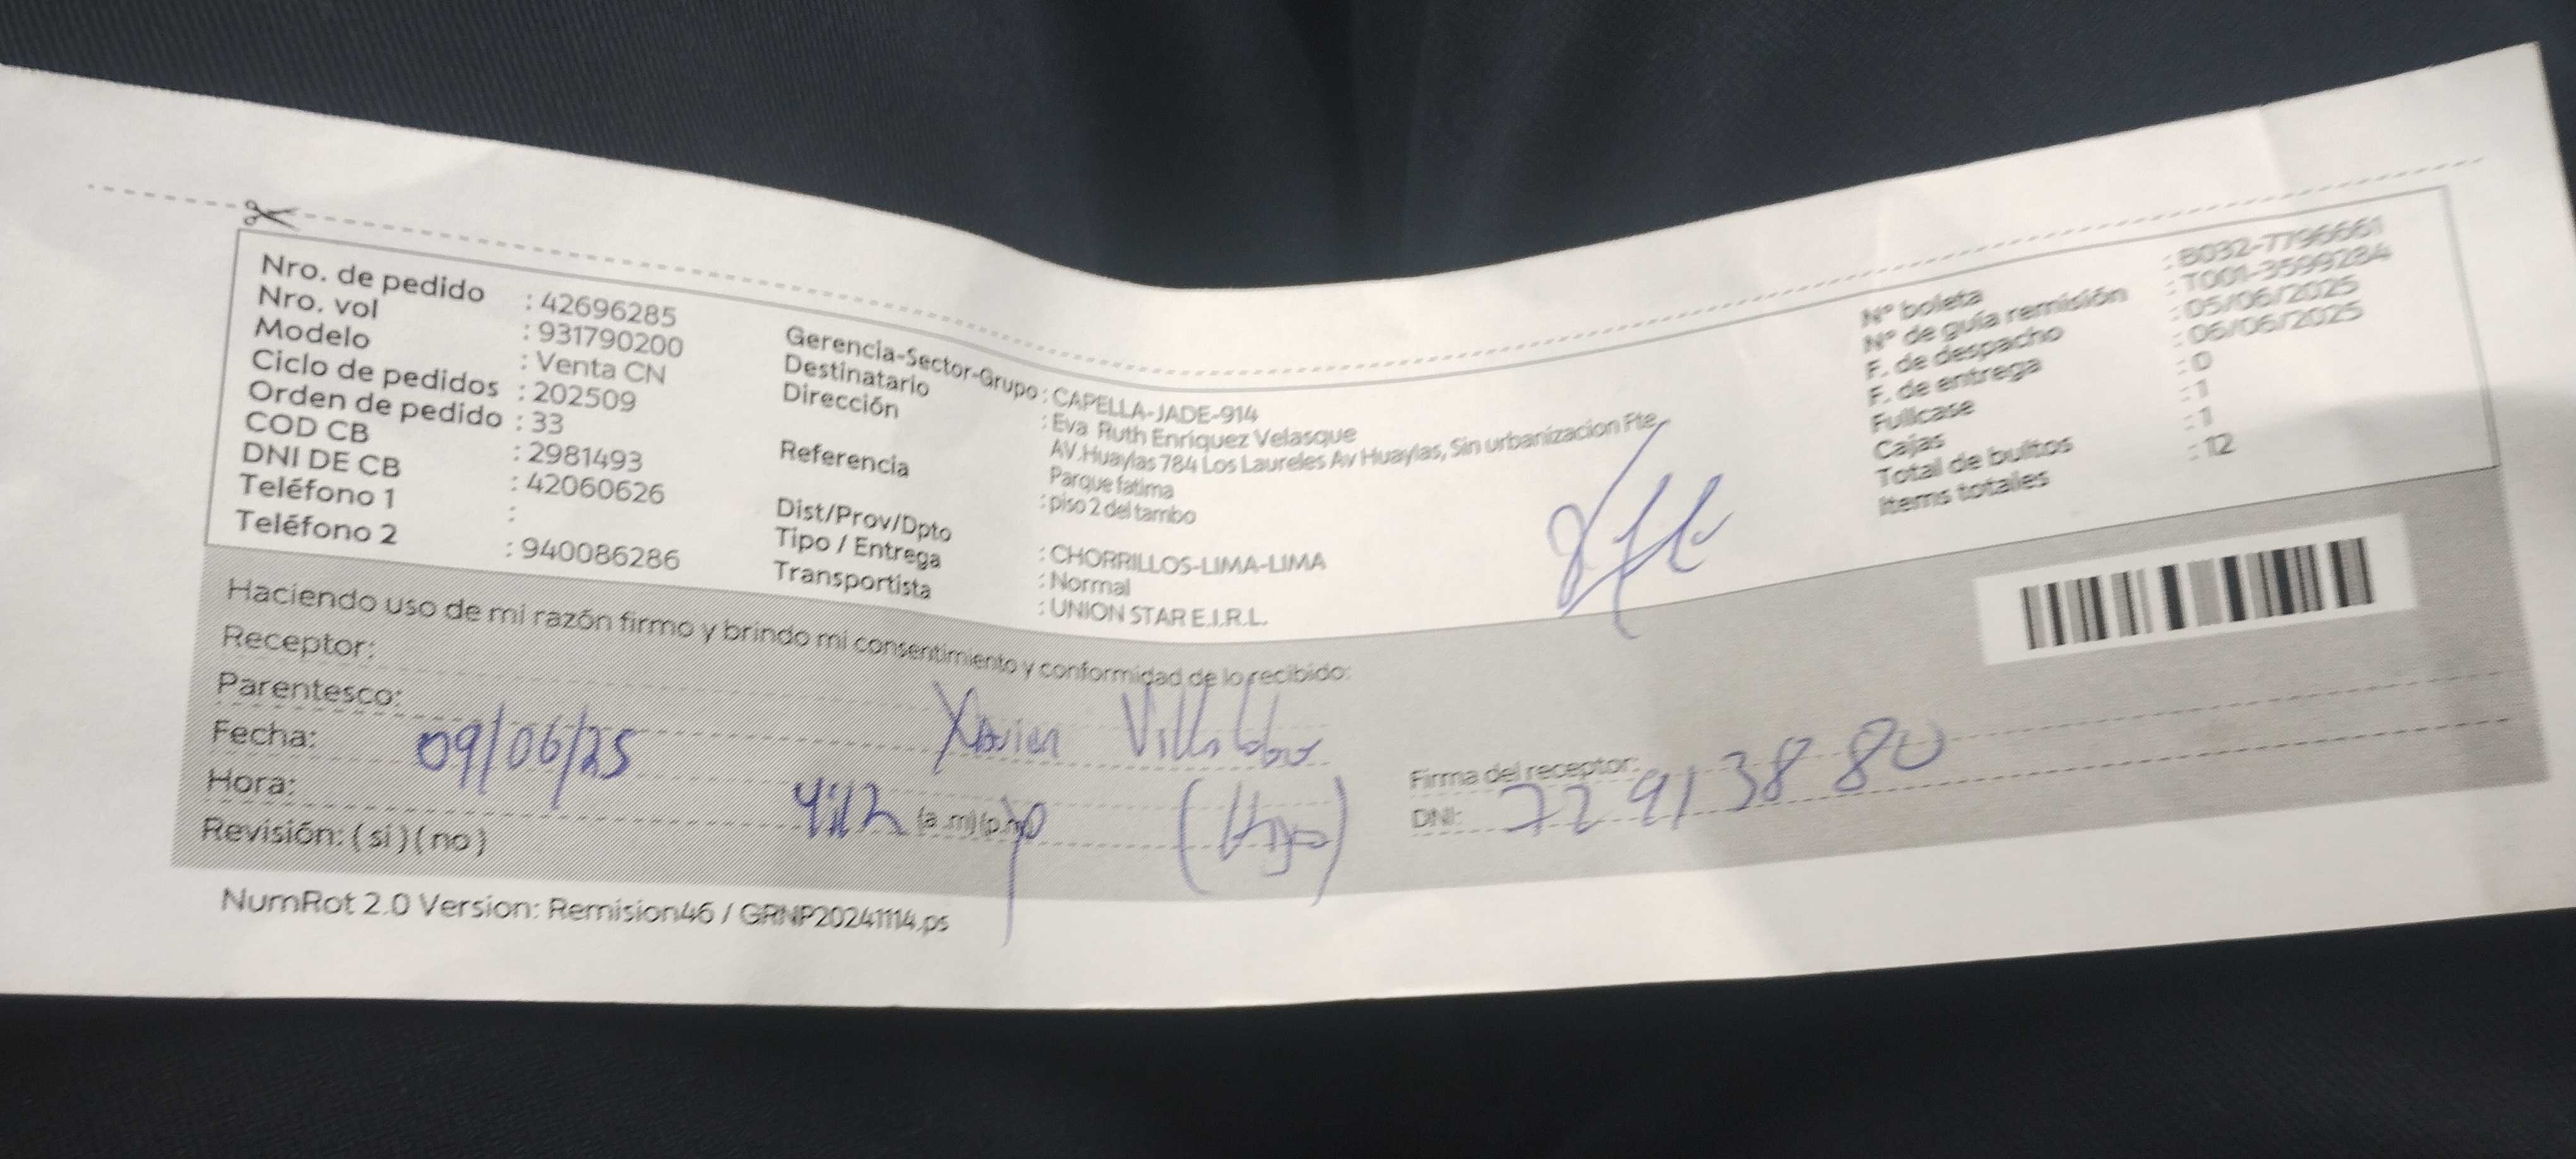 Nro. de pedido : 42696285
Nro. vol : 931790200
Modelo : Venta CN
Ciclo de pedidos : 202509
Orden de pedido : 33
COD CB : 2981493
DNI DE CB : 42060626
Teléfono 1 :
Teléfono 2 : 940086286
Gerencia-Sector-Grupo : CAPELLA-JADE-914
Destinatario : Eva Ruth Enriquez Velasque
Dirección AV.Huaylas 784 Los Laureles Av Huaylas, Sin urbanizacion Fte
Parque fatima
Referencia : piso 2 del tambo
Dist/Prov/Dpto : CHORRILLOS-LIMA-LIMA
Tipo / Entrega : Normal
Transportista : UNION STAR E.I.R.L.
N° boleta : B032-7796661
N° de guía remisión : T001-3599284
F. de despacho : 05/06/2025
F. de entrega : 06/06/2025
Fullcase : 0
Cajas : 1
Total de bultos : 1
Items totales : 12
Haciendo uso de mi razón firmo y brindo mi consentimiento y conformidad de lo recibido:
Receptor: Xavier Villalobos
Parentesco: (Hijo)
Fecha: 09/06/25
Hora: (a.m)(p.m)
Revisión: (si) (no)
Firma del receptor:
DNI: 72913880
NumRot 2.0 Version: Remision46 / GRNP20241114.ps